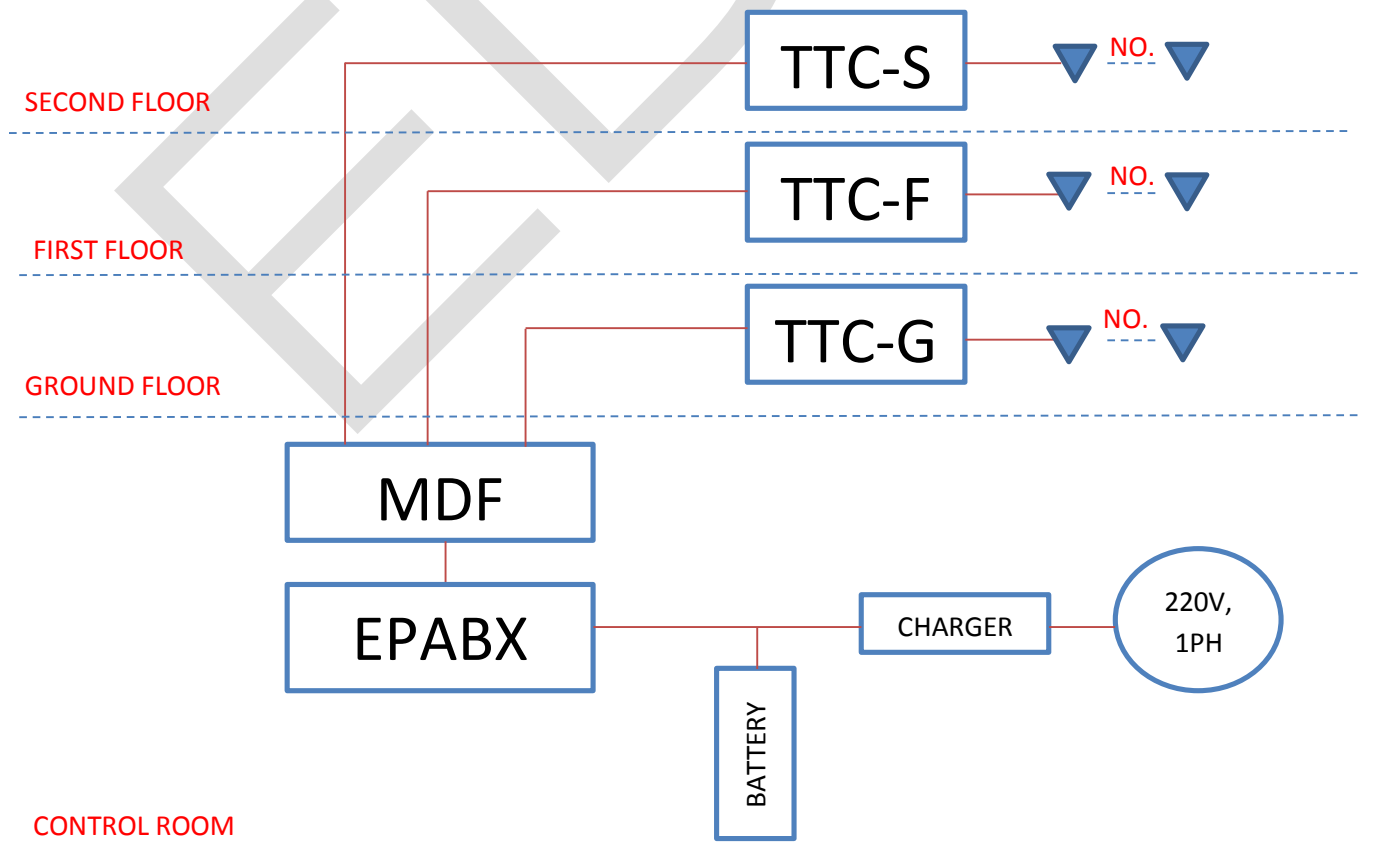 TTC-S
NO.
SECOND FLOOR
TTC-F
NO.
FIRST FLOOR
TTC-G
NO.
GROUND FLOOR
MDF
EPABX
CHARGER
220V,
1PH
BATTERY
CONTROL ROOM